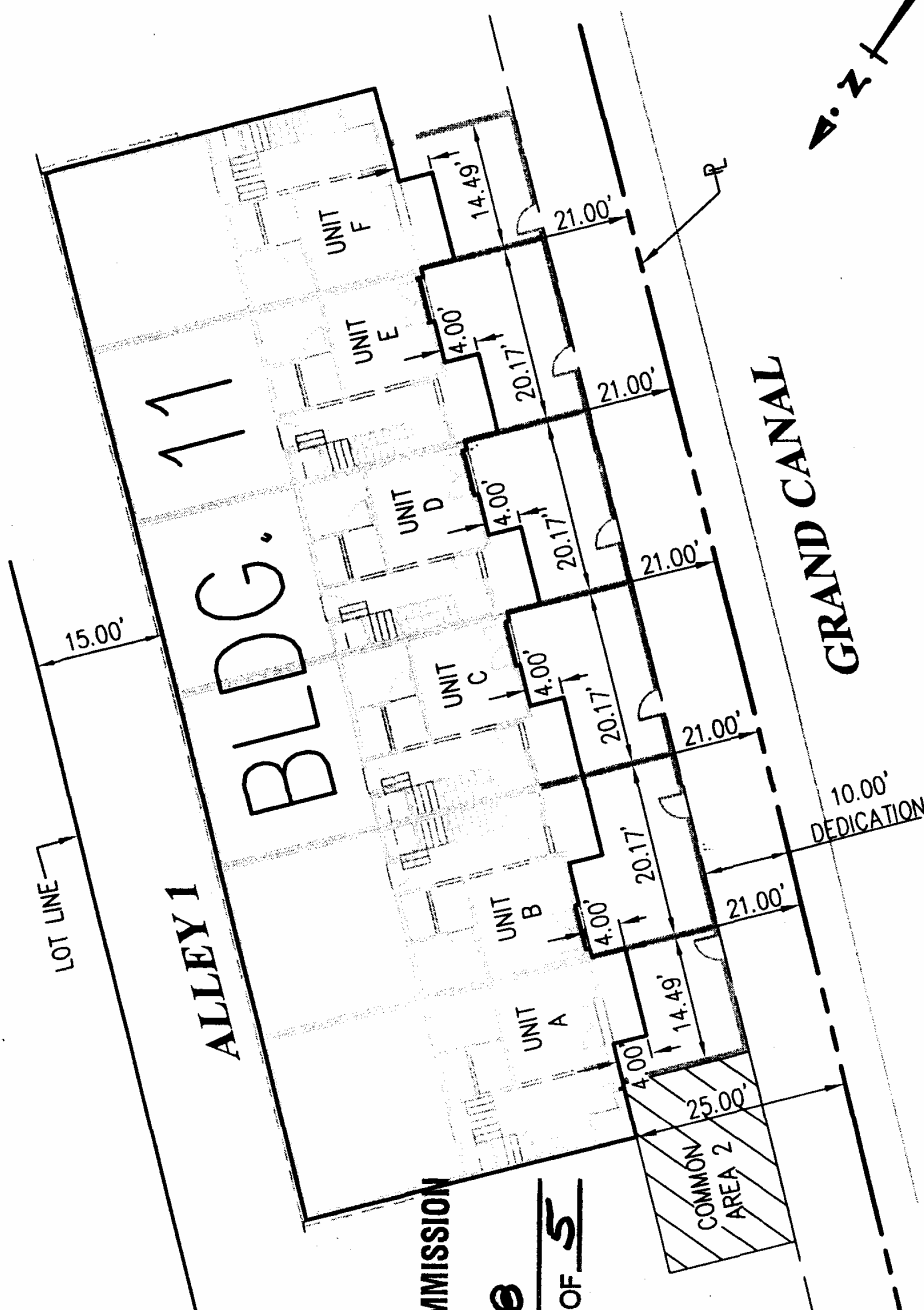 LOT LINE
15.00'
ALLEY 1
BLDG. 11
UNIT
F
UNIT
E
UNIT
D
UNIT
C
UNIT
B
UNIT
A
14.49'
4.00'
20.17'
4.00'
20.17'
4.00'
20.17'
4.00'
20.17'
4.00'
14.49'
21.00'
21.00'
21.00'
21.00'
21.00'
25.00'
10.00'
DEDICATION
PL
N
GRAND CANAL
COMMON
AREA 2
MMISSION
OF 5